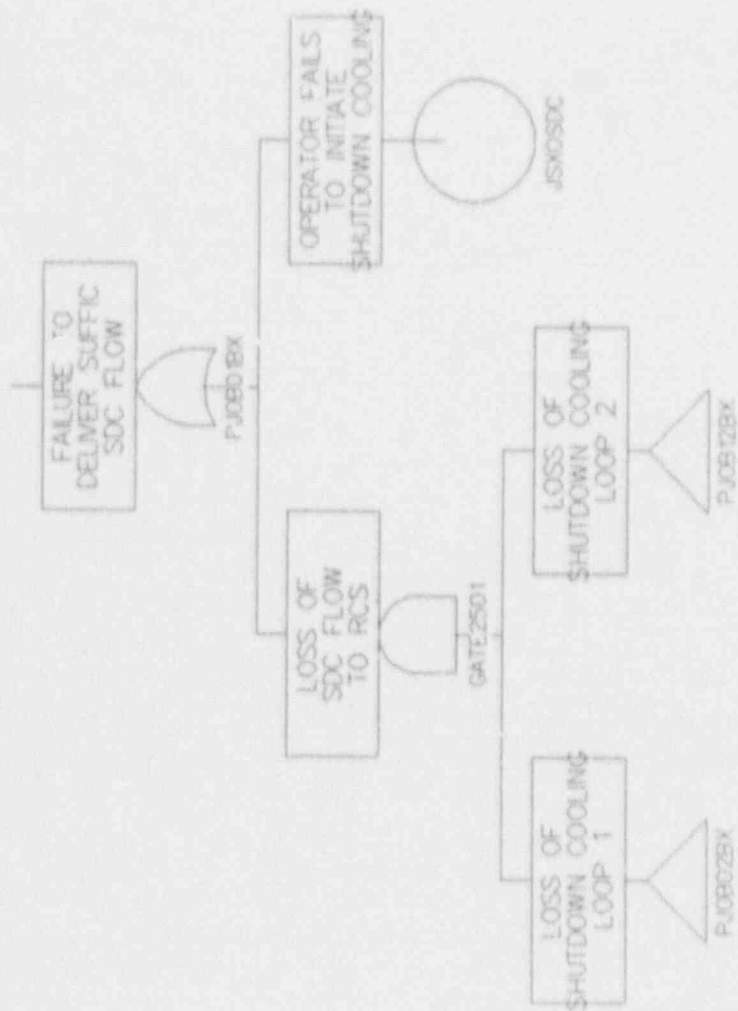 FAILURE TO
DELIVER SUFFIC
SDC FLOW
PJOB01BX
LOSS OF
SDC FLOW
TO RCS
GATE2501
OPERATOR FAILS
TO INITIATE
SHUTDOWN COOLING
JSXOSDC
LOSS OF
SHUTDOWN COOLING
LOOP 1
PJOB02BX
LOSS OF
SHUTDOWN COOLING
LOOP 2
PJOB12BX